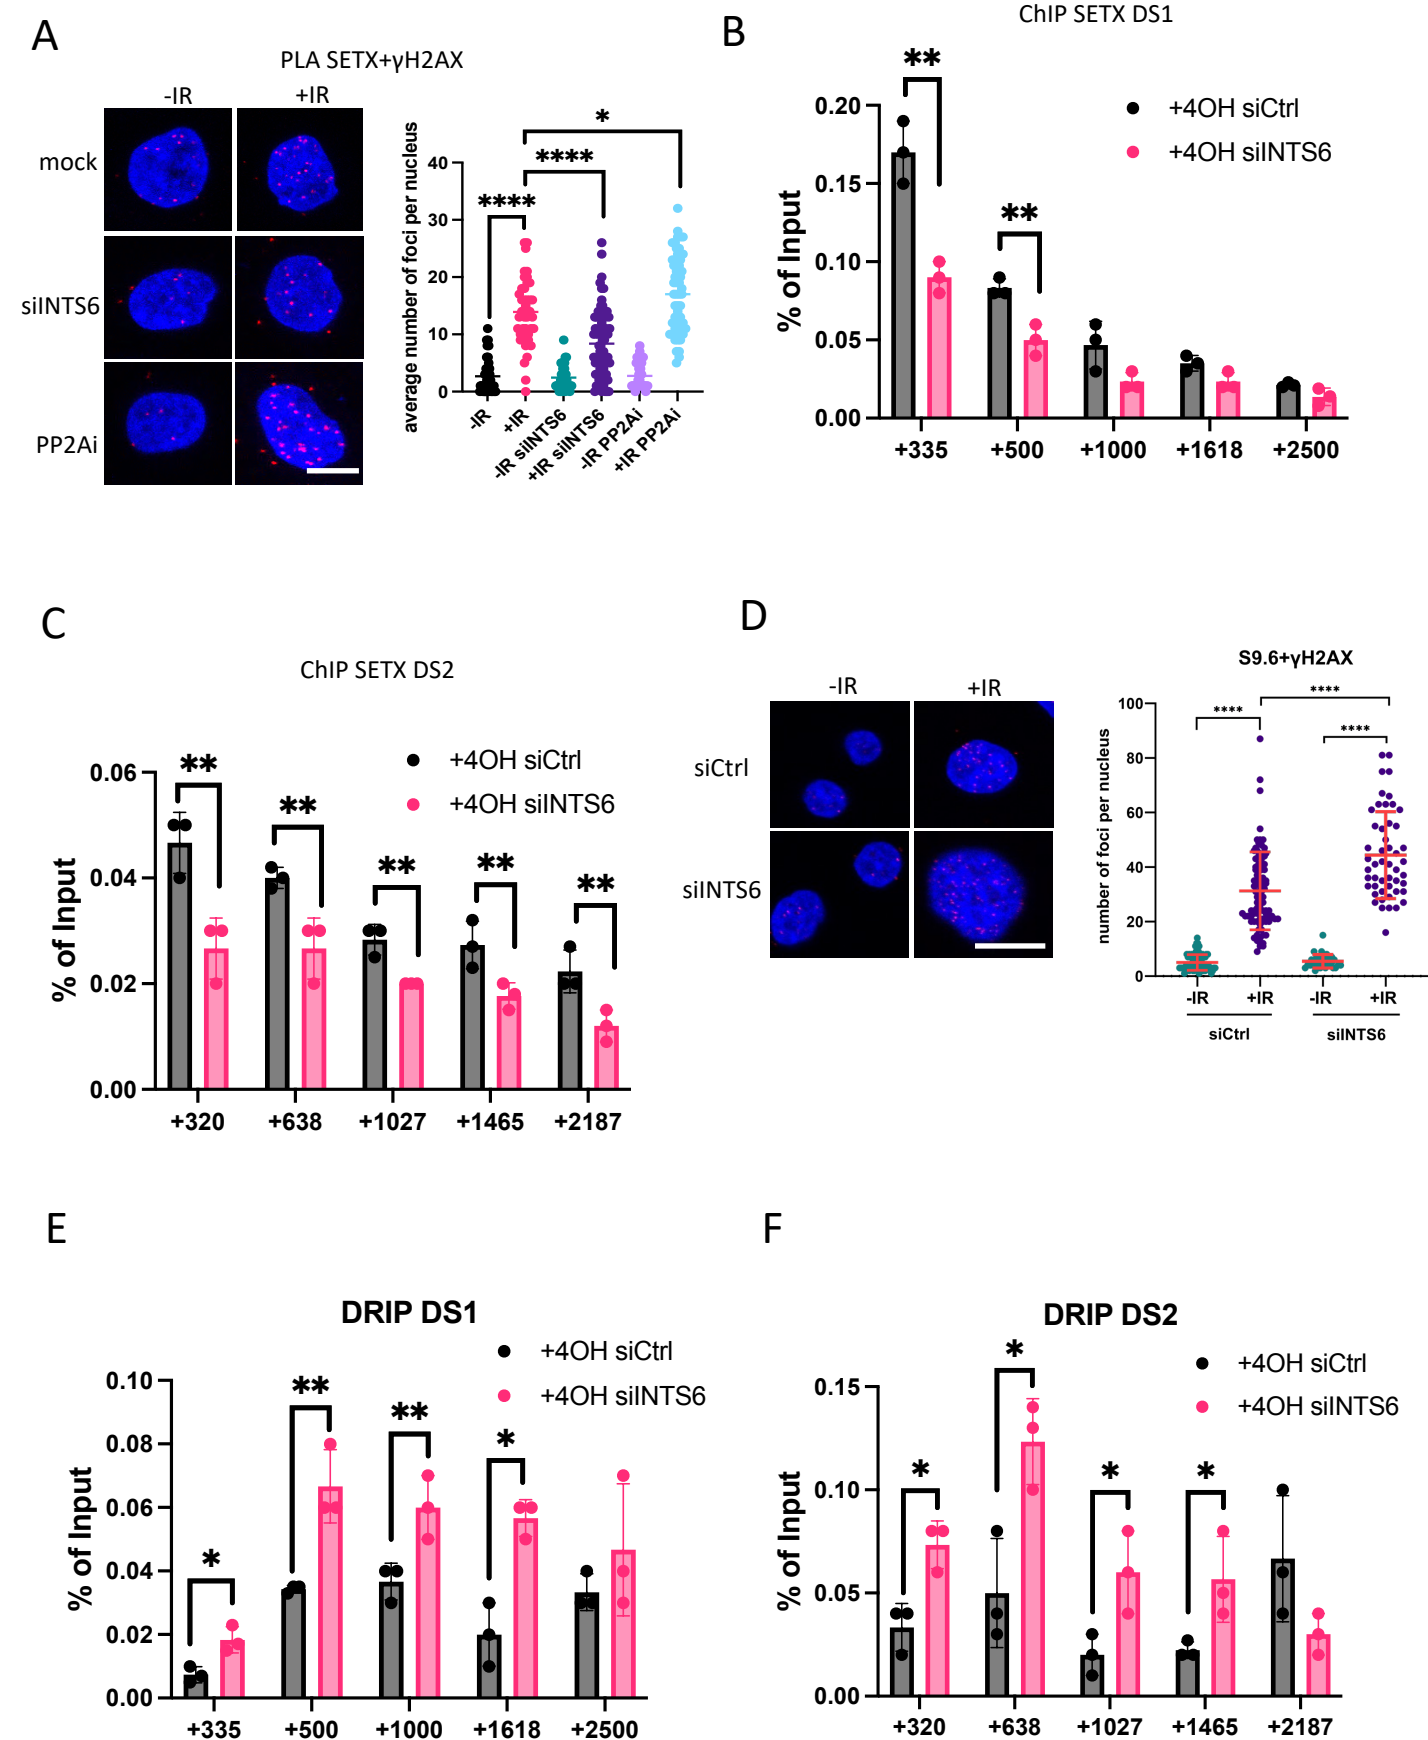 A
PLA SETX+γH2AX
-IR
+IR
mock
siINTS6
PP2Ai
average number of foci per nucleus
40
30
20
10
0
****
****
*
-IR
+IR
-IR siINTS6
+IR siINTS6
-IR PP2Ai
+IR PP2Ai
B
ChIP SETX DS1
+4OH siCtrl
+4OH siINTS6
% of Input
0.20
0.15
0.10
0.05
0.00
**
**
+335
+500
+1000
+1618
+2500
C
ChIP SETX DS2
+4OH siCtrl
+4OH siINTS6
% of Input
0.06
0.04
0.02
0.00
**
**
**
**
**
+320
+638
+1027
+1465
+2187
D
-IR
+IR
siCtrl
siINTS6
S9.6+γH2AX
number of foci per nucleus
100
80
60
40
20
0
****
****
****
-IR
+IR
-IR
+IR
siCtrl
siINTS6
E
DRIP DS1
+4OH siCtrl
+4OH siINTS6
% of Input
0.10
0.08
0.06
0.04
0.02
0.00
*
**
**
*
+335
+500
+1000
+1618
+2500
F
DRIP DS2
+4OH siCtrl
+4OH siINTS6
% of Input
0.15
0.10
0.05
0.00
*
*
*
*
+320
+638
+1027
+1465
+2187